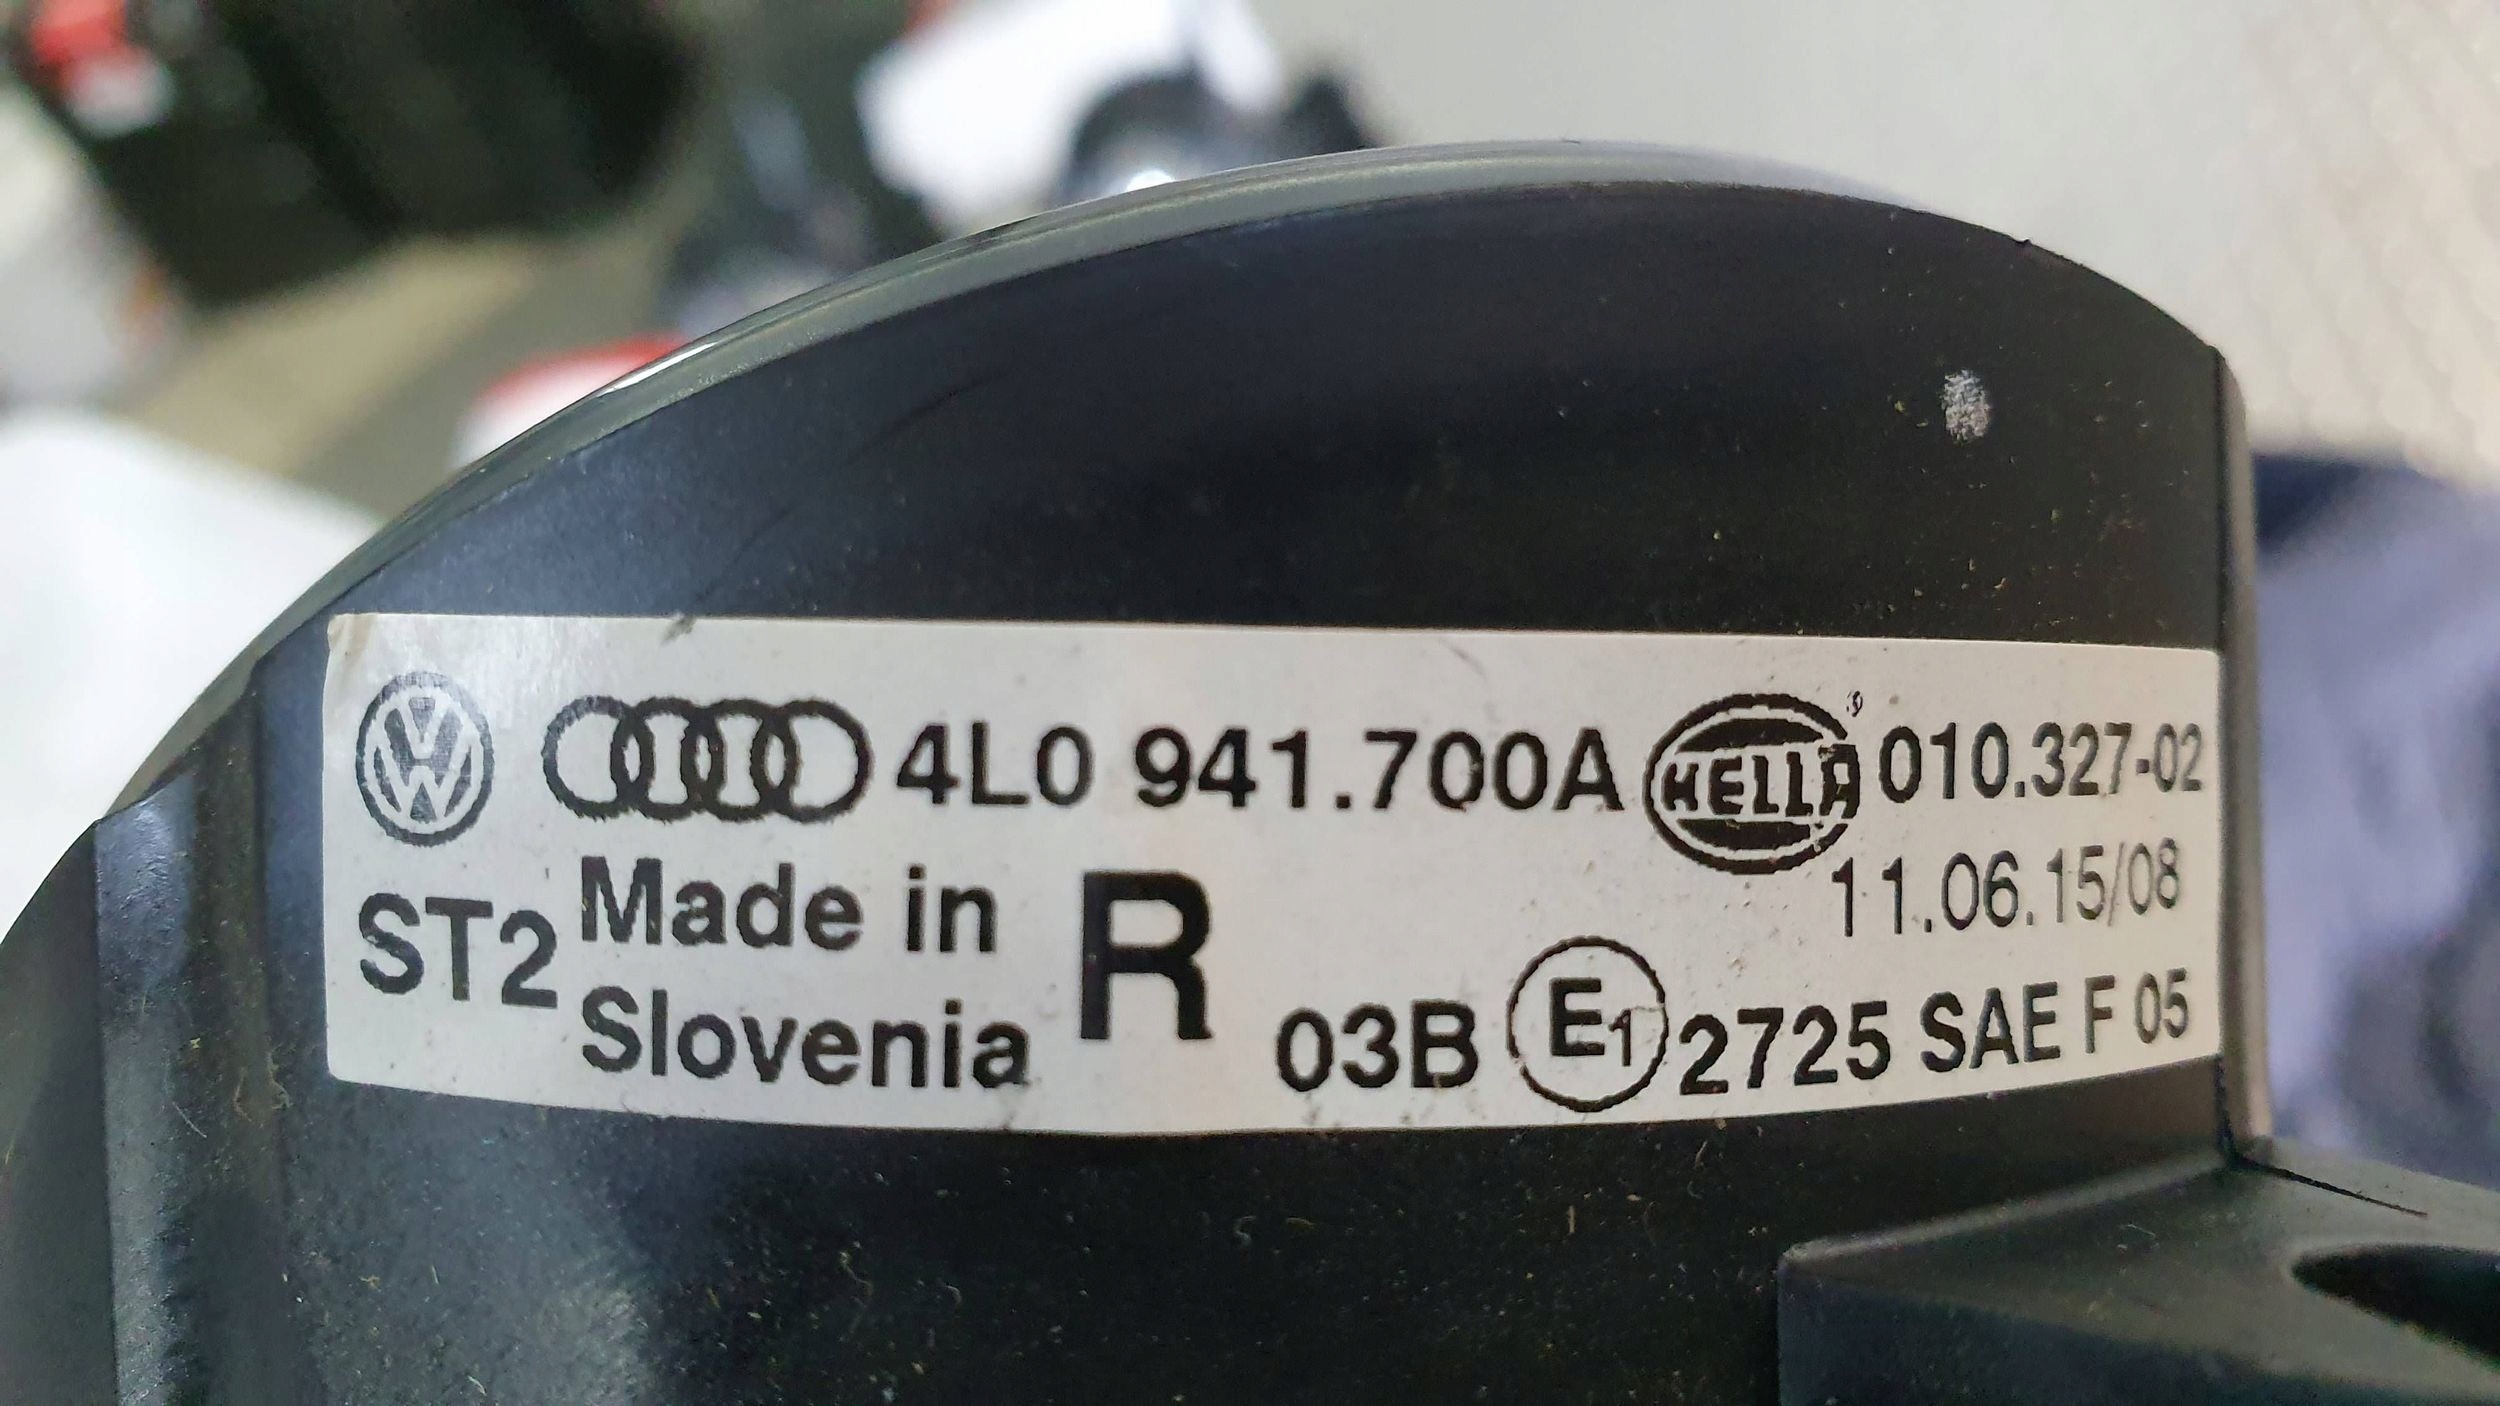 4L0 941.700A HELLA 010.327-02
11.06.15/08
ST2 Made in Slovenia R
03B E1 2725 SAE F 05